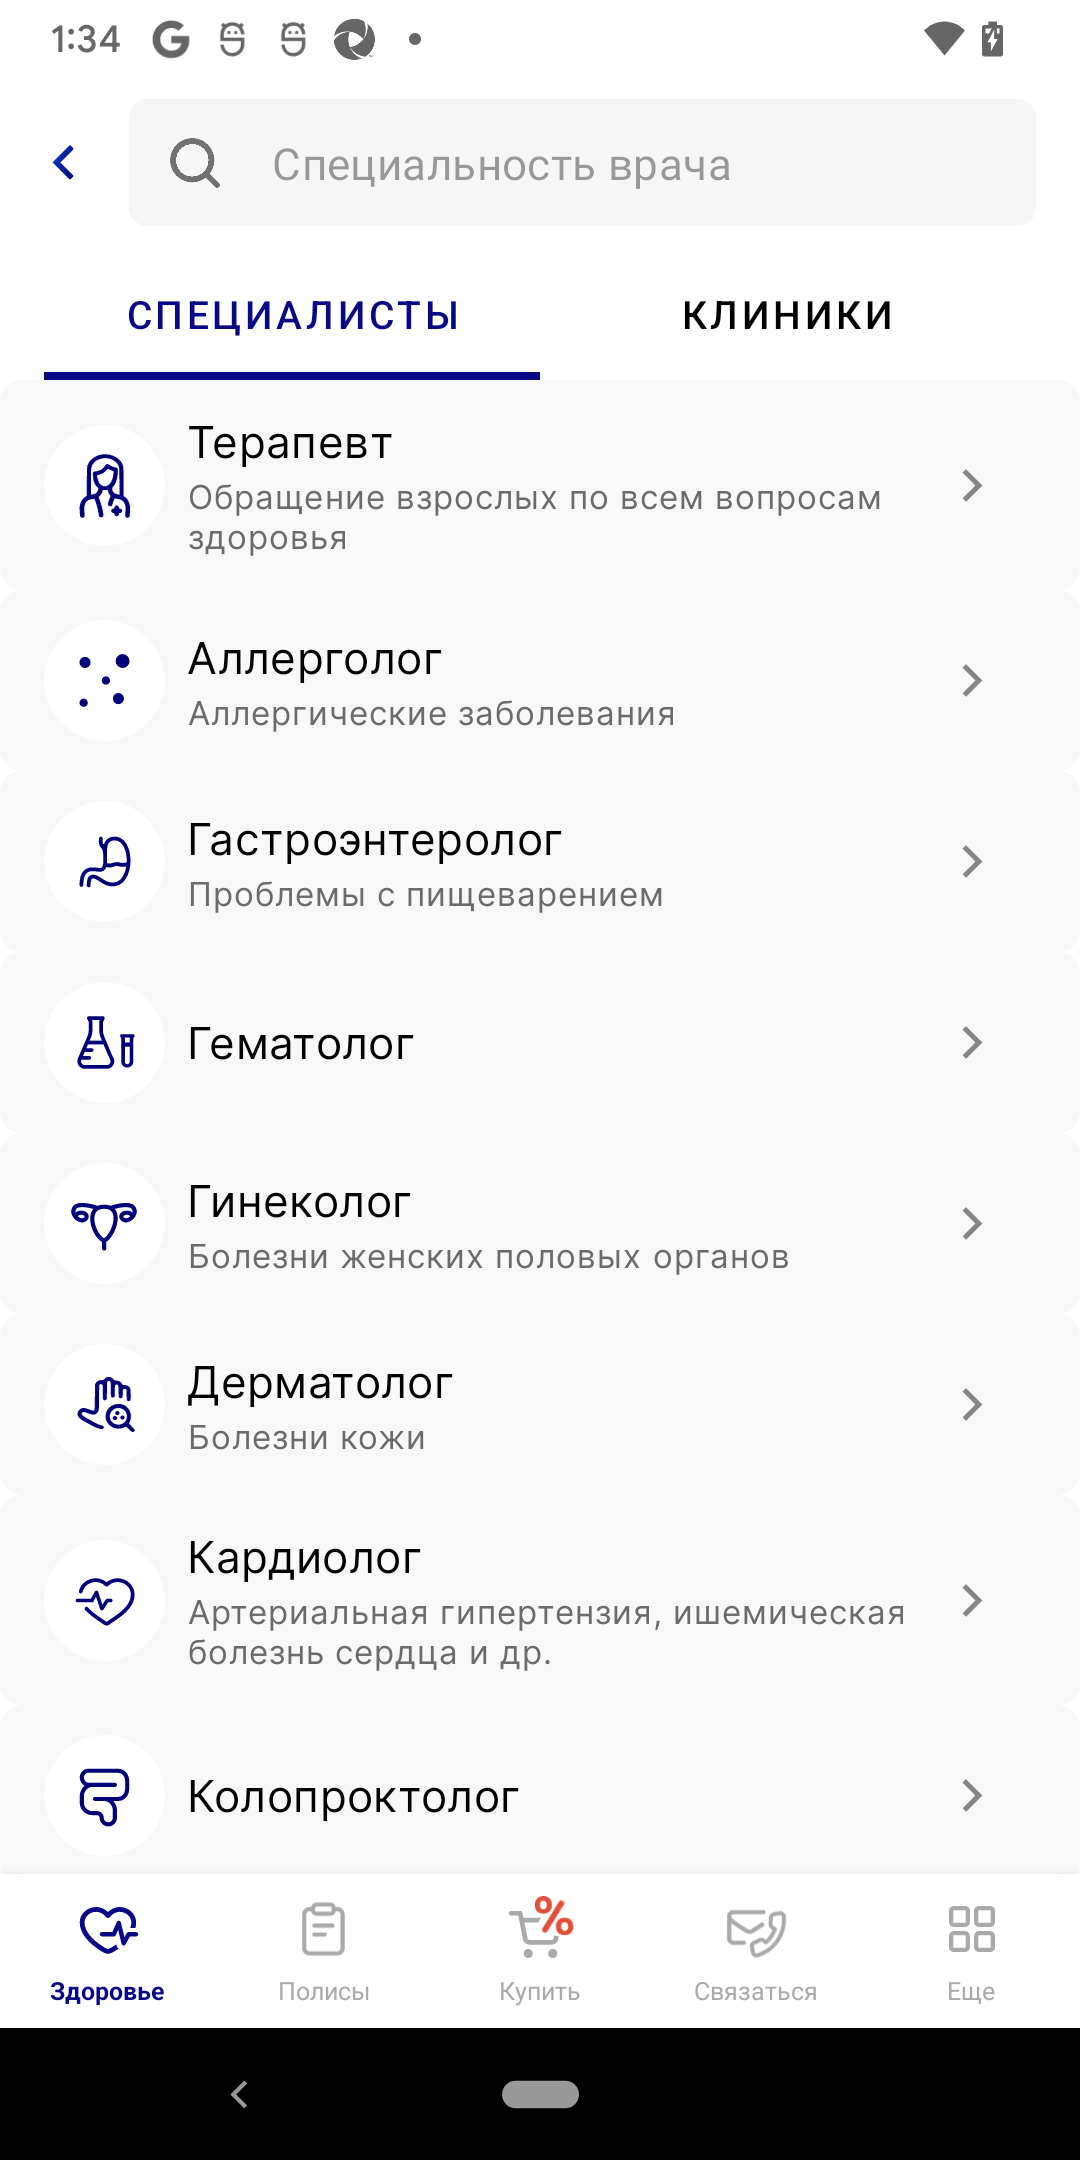 1:34
Специальность врача
СПЕЦИАЛИСТЫ
КЛИНИКИ
Терапевт
Обращение взрослых по всем вопросам
здоровья
Аллерголог
Аллергические заболевания
Гастроэнтеролог
Проблемы с пищеварением
Гематолог
Гинеколог
Болезни женских половых органов
Дерматолог
Болезни кожи
Кардиолог
Артериальная гипертензия, ишемическая
болезнь сердца и др.
Колопроктолог
Здоровье
Полисы
Купить
Связаться
Еще